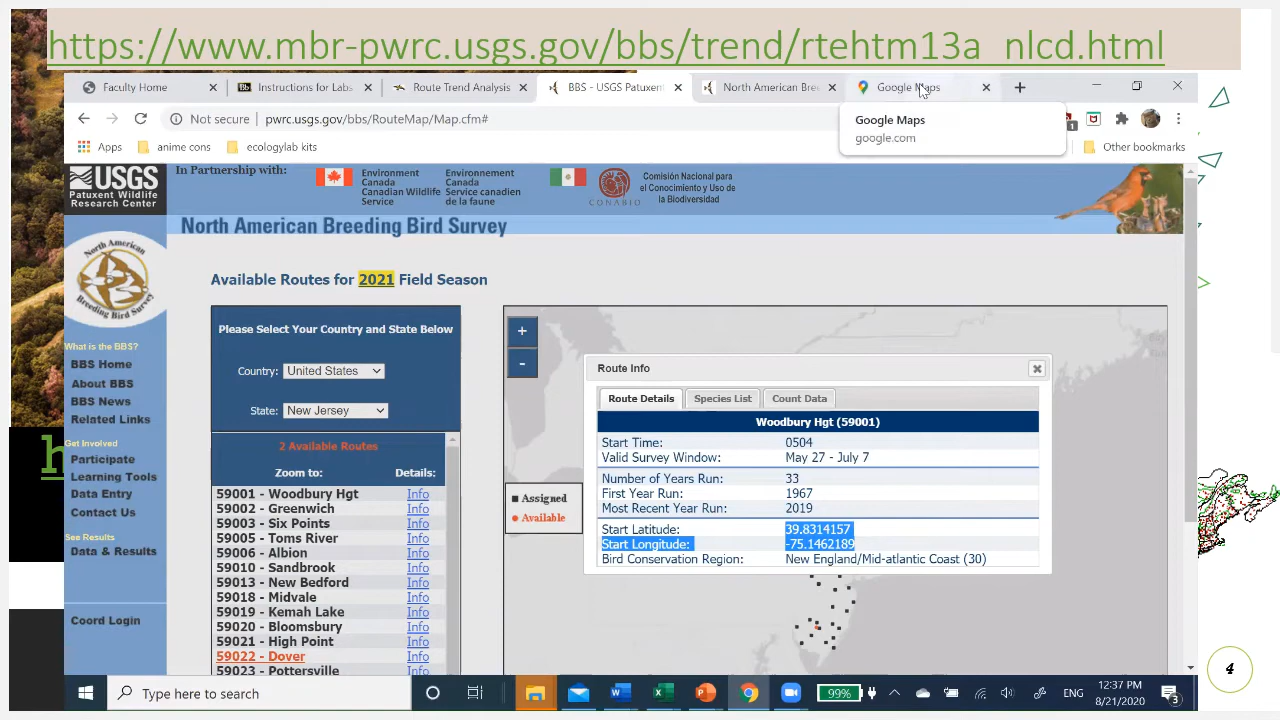 https://www.mbr-pwrc.usgs.gov/bbs/trend/rtehtm13a_nlcd.html
Faculty Home
Instructions for Labs
Route Trend Analysis
BBS - USGS Patuxent
North American Bre
Google Maps
Not secure
pwrc.usgs.gov/bbs/RouteMap/Map.cfm#
Google Maps
google.com
1
Apps
anime cons
ecologylab kits
Other bookmarks
USGS
Patuxent Wildlife
Research Center
In Partnership with:
Environment
Canada
Canadian Wildlife
Service
Environnement
Canada
Service canadien
de la faune
CONABIO
Comisión Nacional para
el Conocimiento y Uso de
la Biodiversidad
North American Breeding Bird Survey
North American
Breeding Bird Survey
What is the BBS?
BBS Home
About BBS
BBS News
Related Links
Get Involved
Participate
Learning Tools
Data Entry
Contact Us
See Results
Data & Results
Coord Login
Available Routes for 2021 Field Season
Please Select Your Country and State Below
Country: United States
State: New Jersey
2 Available Routes
Zoom to: Details:
59001 - Woodbury Hgt Info
59002 - Greenwich Info
59003 - Six Points Info
59005 - Toms River Info
59006 - Albion Info
59010 - Sandbrook Info
59013 - New Bedford Info
59018 - Midvale Info
59019 - Kemah Lake Info
59020 - Bloomsbury Info
59021 - High Point Info
59022 - Dover Info
59023 - Pottersville Info
+
-
Assigned
Available
Route Info
Route Details
Species List
Count Data
Woodbury Hgt (59001)
Start Time: 0504
Valid Survey Window: May 27 - July 7
Number of Years Run: 33
First Year Run: 1967
Most Recent Year Run: 2019
Start Latitude: 39.8314157
Start Longitude: -75.1462189
Bird Conservation Region: New England/Mid-atlantic Coast (30)
h
4
Type here to search
99%
ENG
12:37 PM
8/21/2020
3